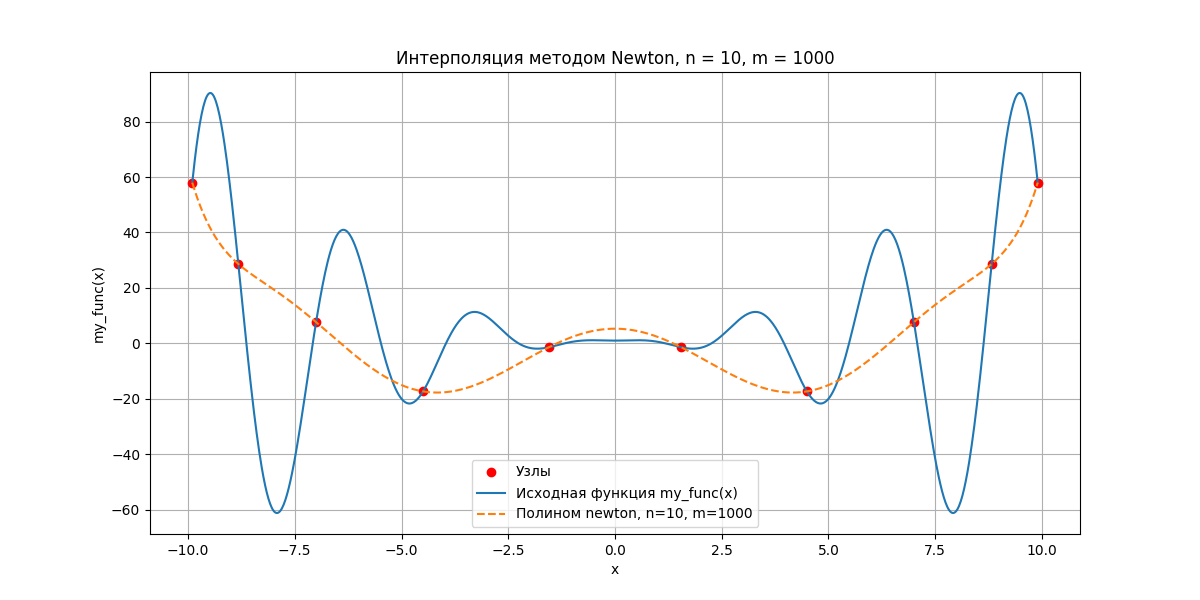 Интерполяция методом Newton, n = 10, m = 1000
my_func(x)
80
60
40
20
0
−20
−40
−60
Узлы
Исходная функция my_func(x)
Полином newton, n=10, m=1000
−10.0 −7.5 −5.0 −2.5 0.0 2.5 5.0 7.5 10.0
x